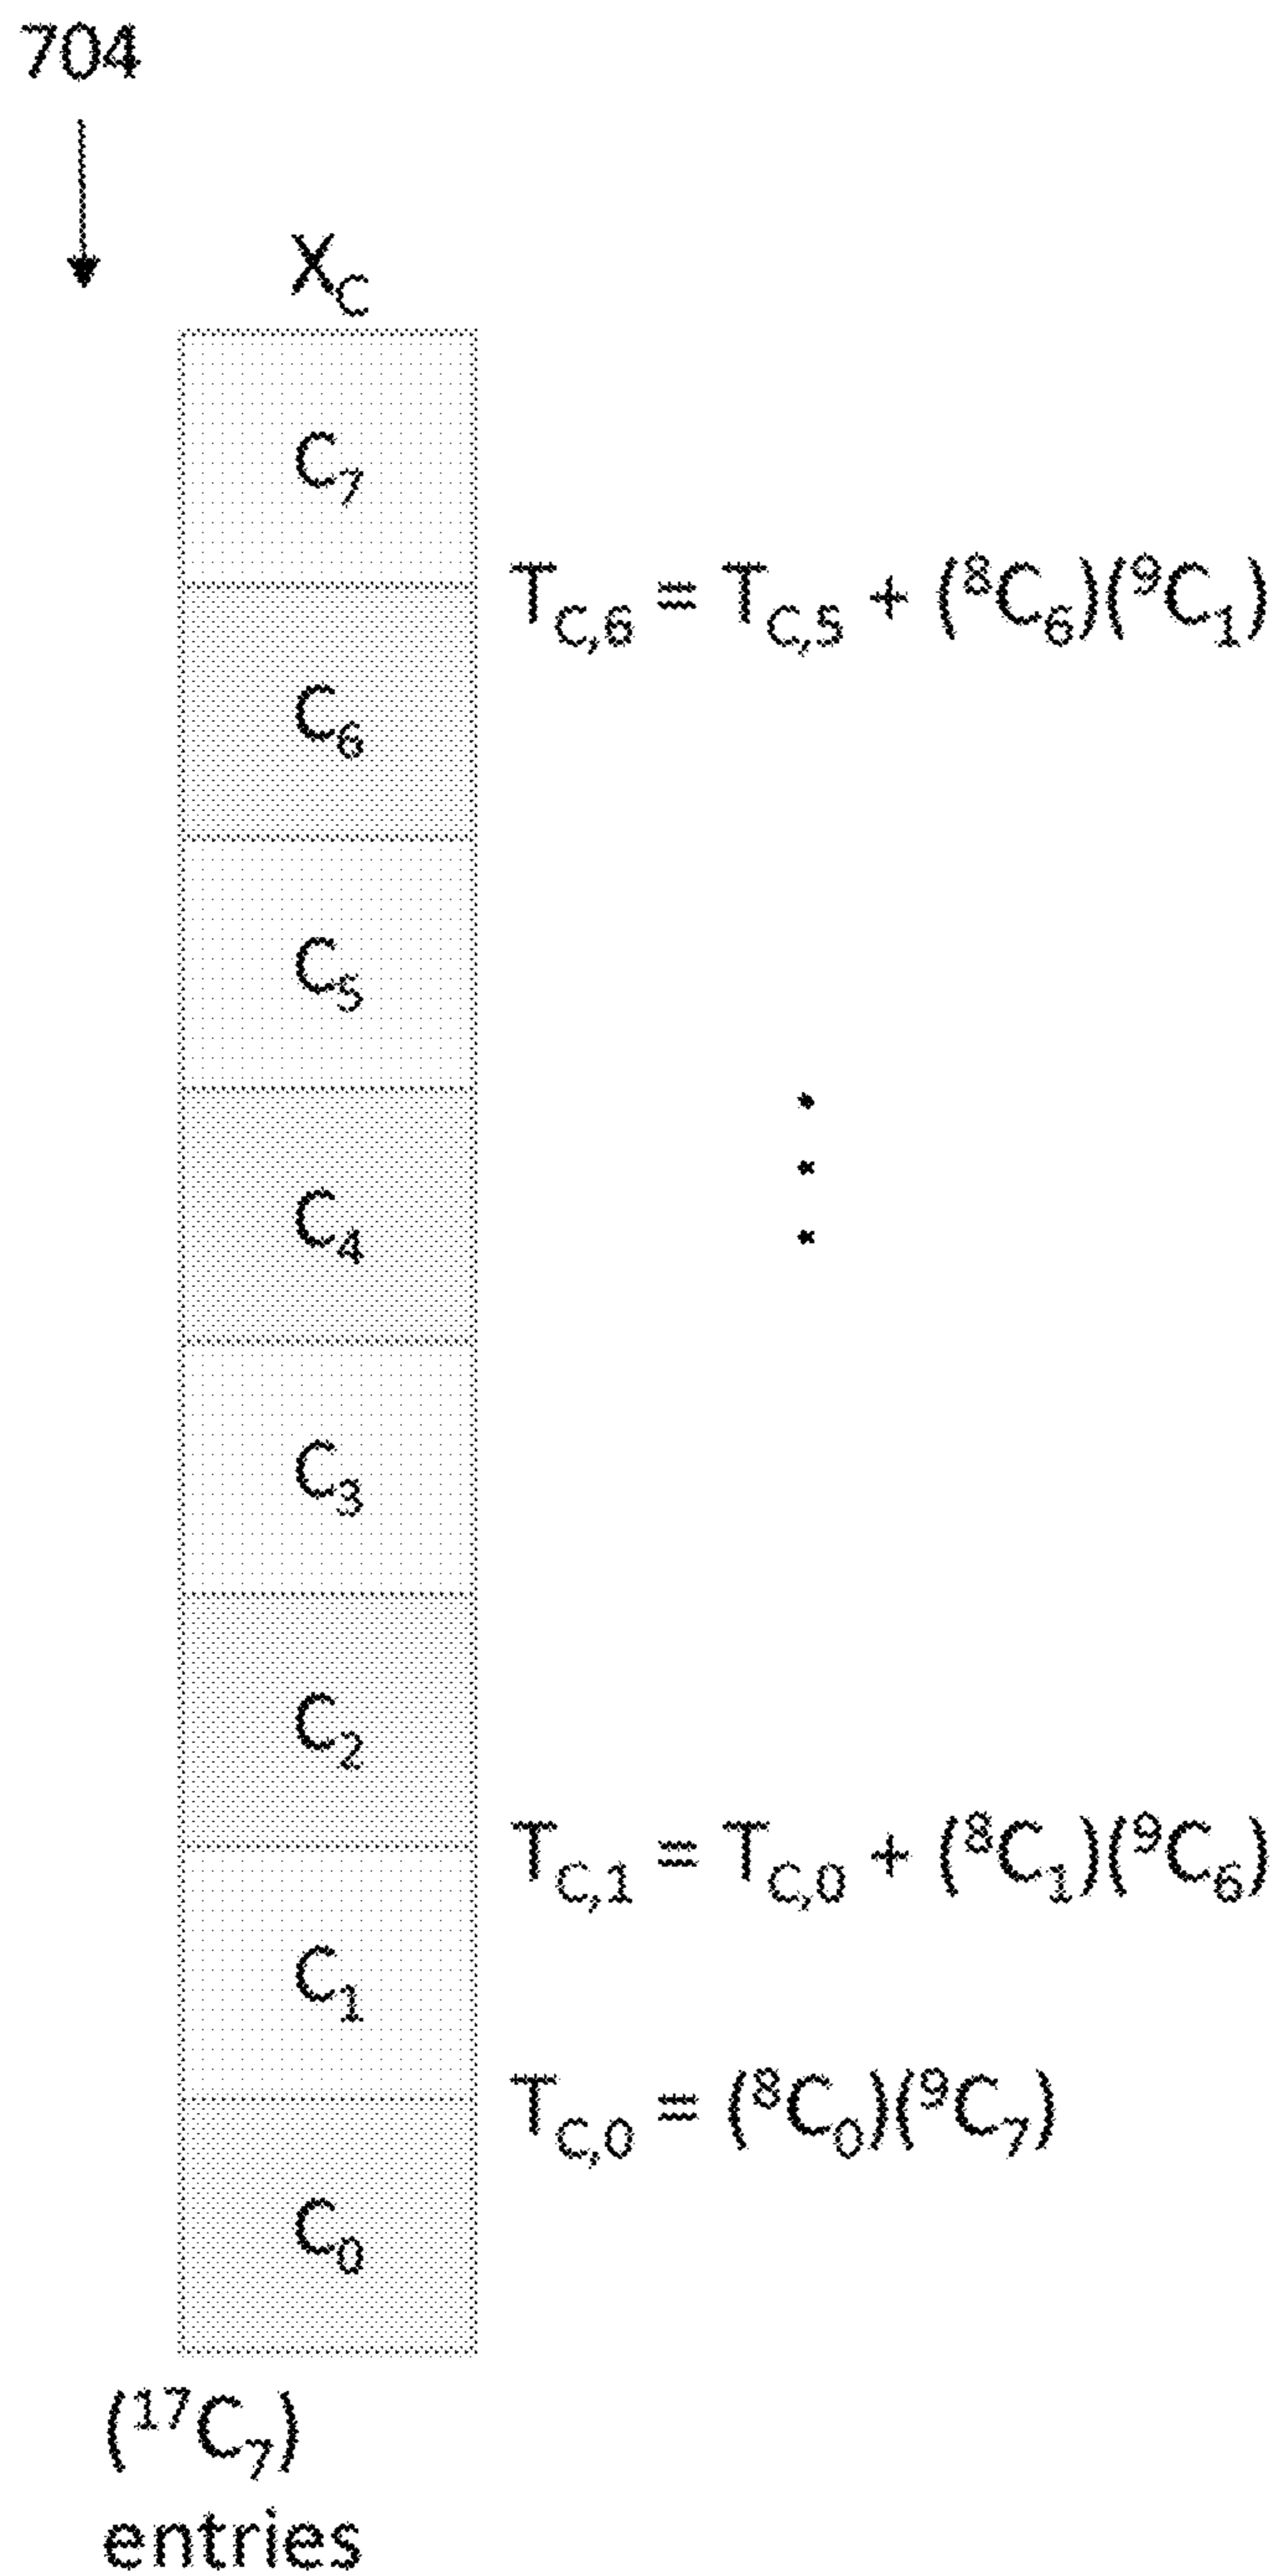 704
X_C
C_7
T_{C,6} = T_{C,5} + (^8C_6)(^9C_1)
C_6
C_5
C_4
C_3
C_2
T_{C,1} = T_{C,0} + (^8C_1)(^9C_6)
C_1
T_{C,0} = (^8C_0)(^9C_7)
C_0
(^{17}C_7)
entries